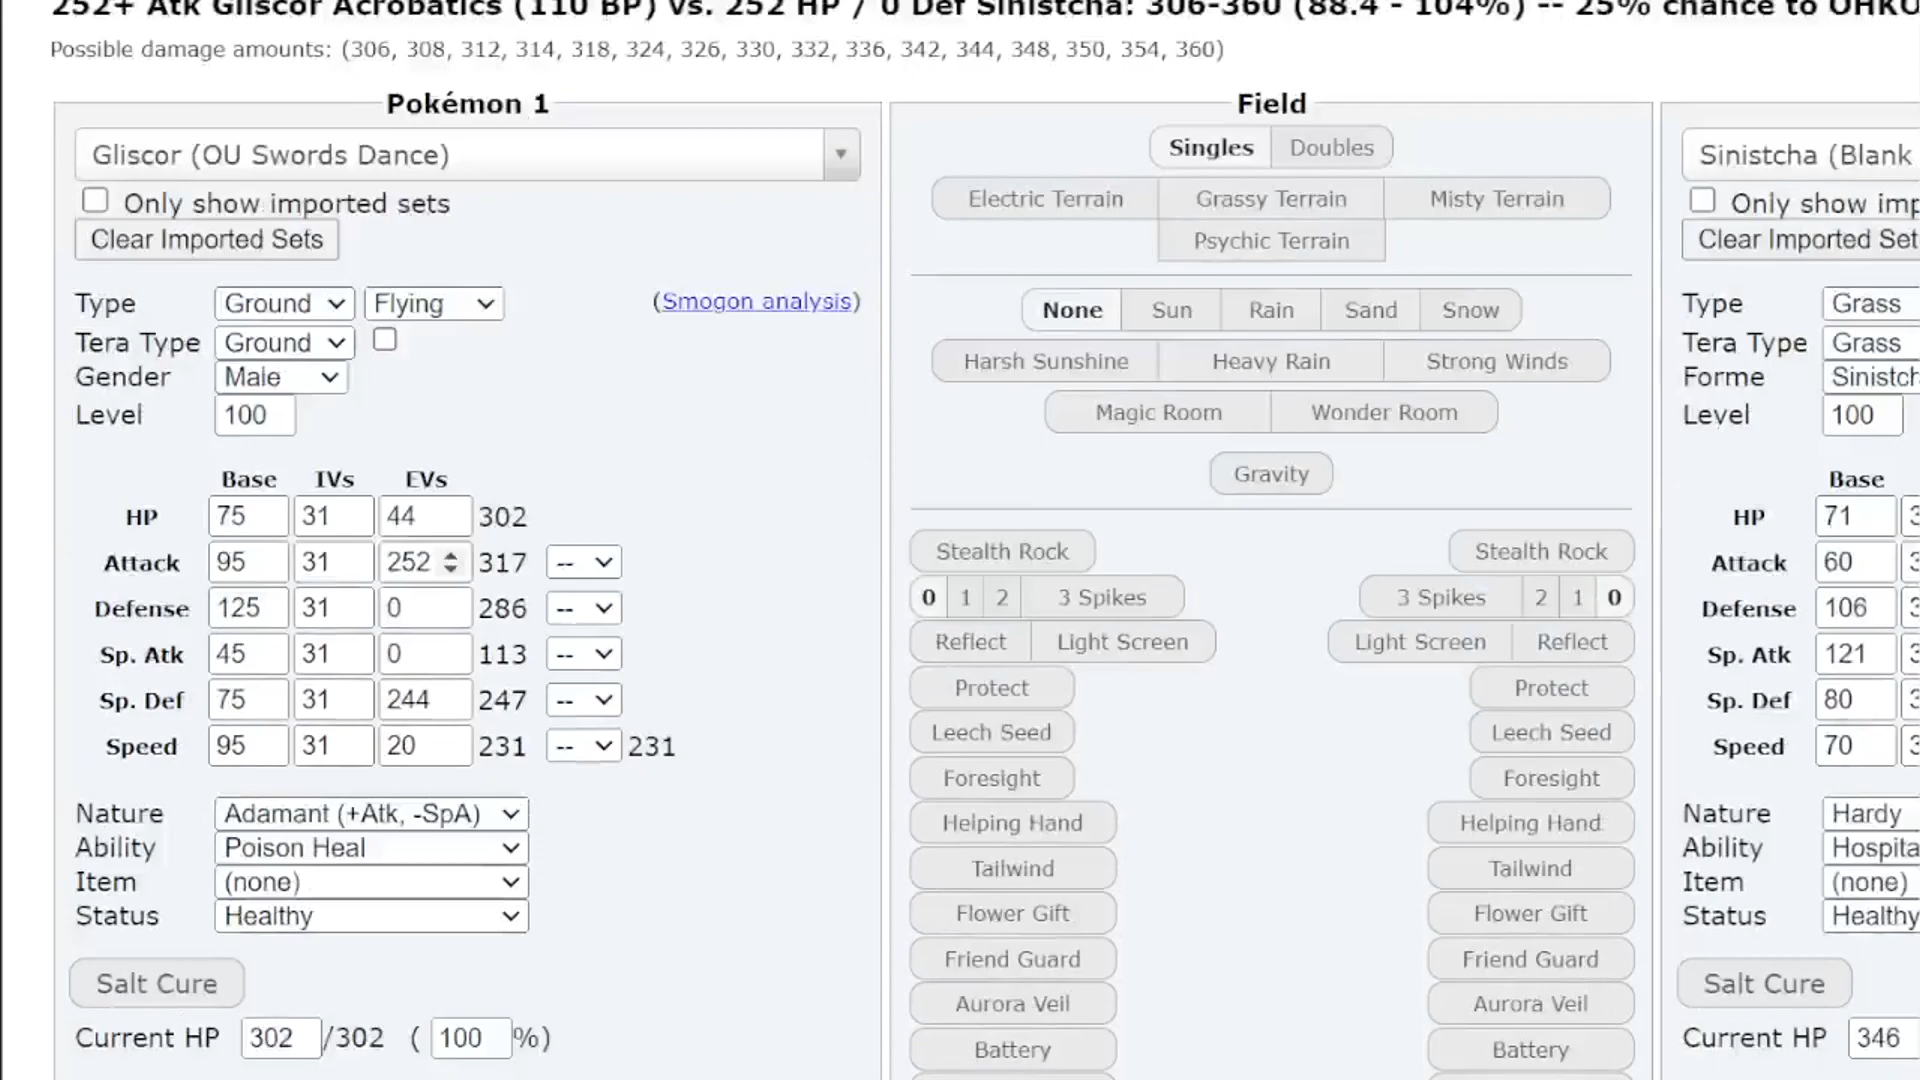 252+ Atk Gliscor Acrobatics (110 BP) vs. 252 HP / 0 Def Sinistcha: 306-360 (88.4 - 104%) -- 25% chance to OHKO
Possible damage amounts: (306, 308, 312, 314, 318, 324, 326, 330, 332, 336, 342, 344, 348, 350, 354, 360)
Pokémon 1
Gliscor (OU Swords Dance)
Only show imported sets
Clear Imported Sets
Type Ground Flying (Smogon analysis)
Tera Type Ground
Gender Male
Level 100
Base IVs EVs
HP 75 31 44 302
Attack 95 31 252 317 --
Defense 125 31 0 286 --
Sp. Atk 45 31 0 113 --
Sp. Def 75 31 244 247 --
Speed 95 31 20 231 -- 231
Nature Adamant (+Atk, -SpA)
Ability Poison Heal
Item (none)
Status Healthy
Salt Cure
Current HP 302 /302 ( 100 %)
Field
Singles Doubles
Electric Terrain Grassy Terrain Misty Terrain
Psychic Terrain
None Sun Rain Sand Snow
Harsh Sunshine Heavy Rain Strong Winds
Magic Room Wonder Room
Gravity
Stealth Rock Stealth Rock
0 1 2 3 Spikes 3 Spikes 2 1 0
Reflect Light Screen Light Screen Reflect
Protect Protect
Leech Seed Leech Seed
Foresight Foresight
Helping Hand Helping Hand
Tailwind Tailwind
Flower Gift Flower Gift
Friend Guard Friend Guard
Aurora Veil Aurora Veil
Battery Battery
Sinistcha (Blank
Only show imp
Clear Imported Set
Type Grass
Tera Type Grass
Forme Sinistch
Level 100
Base
HP 71 3
Attack 60 3
Defense 106 3
Sp. Atk 121 3
Sp. Def 80 3
Speed 70 3
Nature Hardy
Ability Hospita
Item (none)
Status Healthy
Salt Cure
Current HP 346